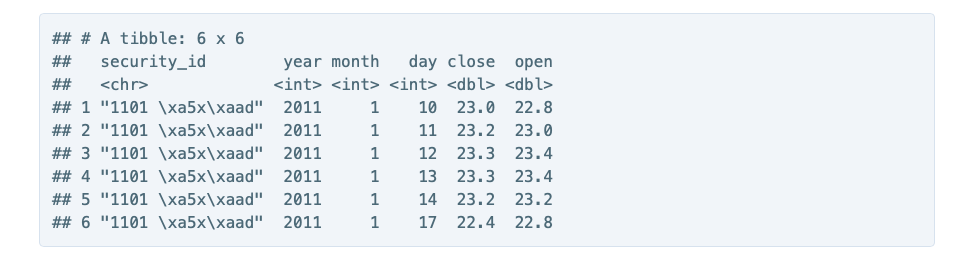 ## # A tibble: 6 x 6
##   security_id        year month   day close  open
##   <chr>             <int> <int> <int> <dbl> <dbl>
## 1 "1101 \xa5x\xaad"  2011     1    10  23.0  22.8
## 2 "1101 \xa5x\xaad"  2011     1    11  23.2  23.0
## 3 "1101 \xa5x\xaad"  2011     1    12  23.3  23.4
## 4 "1101 \xa5x\xaad"  2011     1    13  23.3  23.4
## 5 "1101 \xa5x\xaad"  2011     1    14  23.2  23.2
## 6 "1101 \xa5x\xaad"  2011     1    17  22.4  22.8